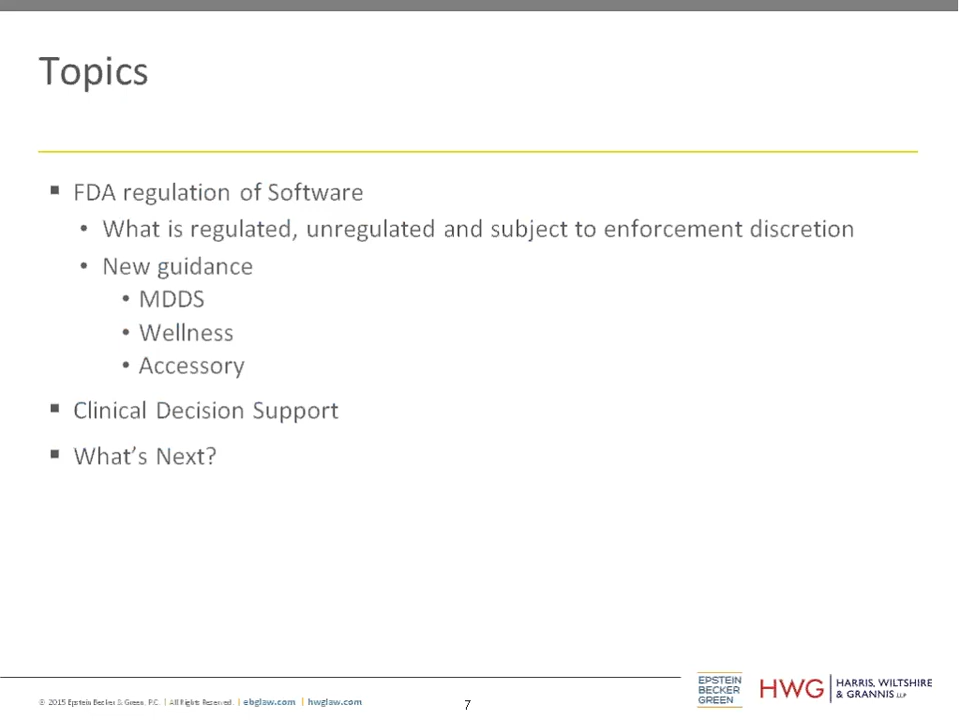 Topics
▪ FDA regulation of Software
• What is regulated, unregulated and subject to enforcement discretion
• New guidance
• MDDS
• Wellness
• Accessory
▪ Clinical Decision Support
▪ What's Next?
© 2015 Epstein Becker & Green, P.C. | All Rights Reserved. | ebglaw.com | hwglaw.com
7
EPSTEIN
BECKER
GREEN
HWG
HARRIS, WILTSHIRE
& GRANNIS LLP